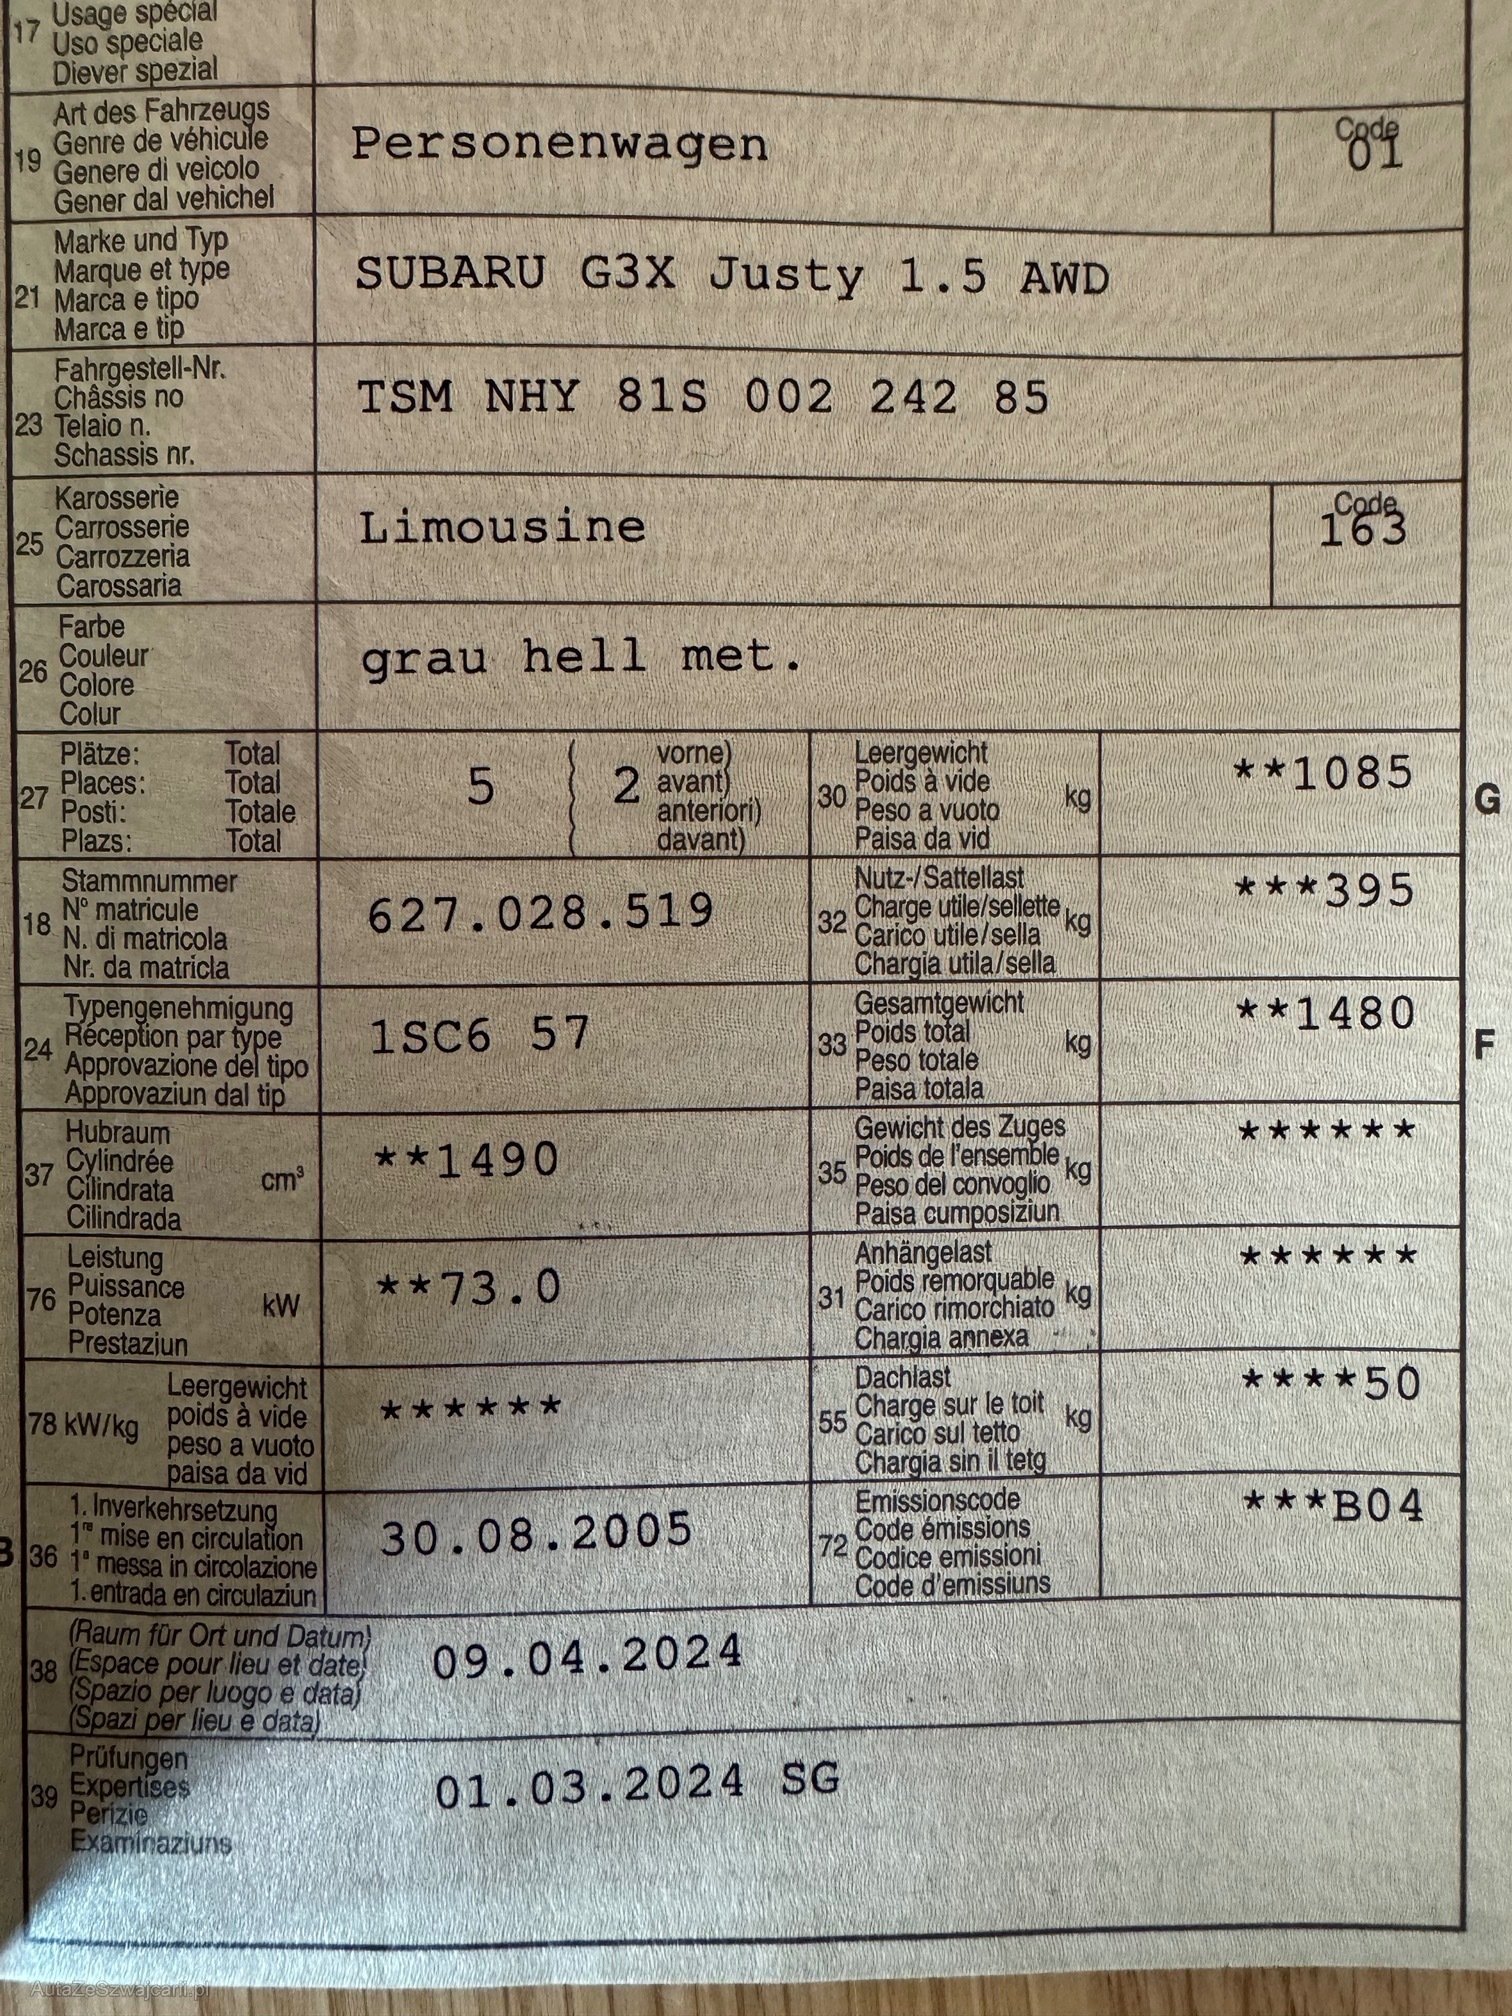 17 Usage spécial
Uso speciale
Diever spezial
19 Art des Fahrzeugs
Genre de véhicule
Genere di veicolo
Gener dal vehichel
Personenwagen
Code
01
21 Marke und Typ
Marque et type
Marca e tipo
Marca e tip
SUBARU G3X Justy 1.5 AWD
23 Fahrgestell-Nr.
Châssis no
Telaio n.
Schassis nr.
TSM NHY 81S 002 242 85
25 Karosserie
Carrosserie
Carrozzeria
Carossaria
Limousine
Code
163
26 Farbe
Couleur
Colore
Colur
grau hell met.
27 Plätze: Total
Places: Total
Posti: Totale
Plazs: Total
5 { 2 vorne)
avant)
anteriori)
davant)
30 Leergewicht
Poids à vide
Peso a vuoto kg
Paisa da vid
**1085
G
18 Stammnummer
N° matricule
N. di matricola
Nr. da matricla
627.028.519
32 Nutz-/Sattellast
Charge utile/sellette kg
Carico utile/sella
Chargia utila/sella
***395
24 Typengenehmigung
Réception par type
Approvazione del tipo
Approvaziun dal tip
1SC6 57
33 Gesamtgewicht
Poids total kg
Peso totale
Paisa totala
**1480
F
37 Hubraum
Cylindrée
Cilindrata cm³
Cilindrada
**1490
35 Gewicht des Zuges
Poids de l'ensemble kg
Peso del convoglio
Paisa cumposiziun
******
76 Leistung
Puissance
Potenza kW
Prestaziun
**73.0
31 Anhängelast
Poids remorquable kg
Carico rimorchiato
Chargia annexa
******
78 kW/kg Leergewicht
poids à vide
peso a vuoto
paisa da vid
******
55 Dachlast
Charge sur le toit kg
Carico sul tetto
Chargia sin il tetg
****50
B
36 1. Inverkehrsetzung
1re mise en circulation
1a messa in circolazione
1. entrada en circulaziun
30.08.2005
72 Emissionscode
Code émissions
Codice emissioni
Code d'emissiuns
***B04
38 (Raum für Ort und Datum)
(Espace pour lieu et date)
(Spazio per luogo e data)
(Spazi per lieu e data)
09.04.2024
39 Prüfungen
Expertises
Perizie
Examinaziuns
01.03.2024 SG
AutaZeSzwajcarii.pl